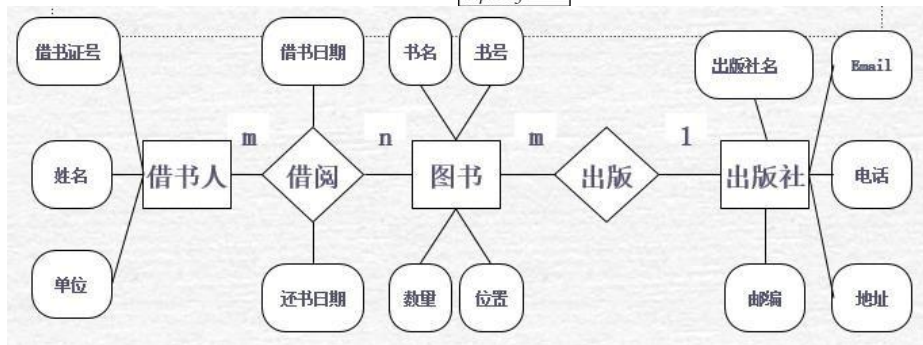 借书证号
借书日期
书名
书号
出版社名
Email
m
n
m
1
姓名
借书人
借阅
图书
出版
出版社
电话
单位
还书日期
数量
位置
邮编
地址